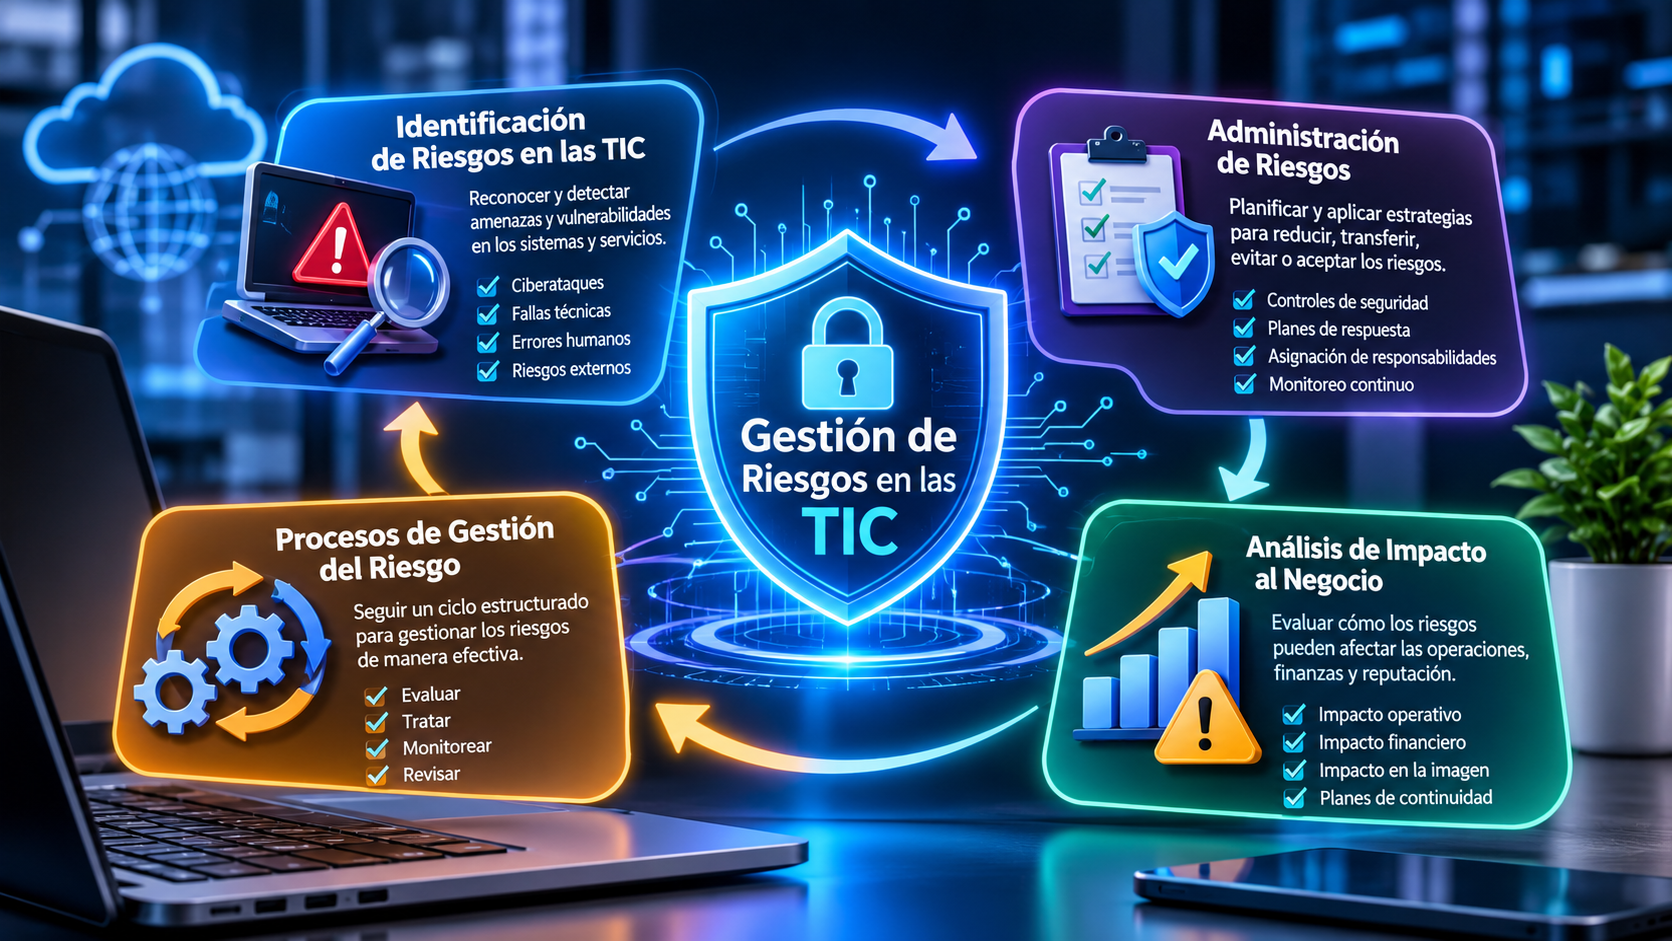 Identificación
de Riesgos en las TIC
Reconocer y detectar
amenazas y vulnerabilidades
en los sistemas y servicios.
Ciberataques
Fallas técnicas
Errores humanos
Riesgos externos
Administración
de Riesgos
Planificar y aplicar estrategias
para reducir, transferir,
evitar o aceptar los riesgos.
Controles de seguridad
Planes de respuesta
Asignación de responsabilidades
Monitoreo continuo
Gestión de
Riesgos en las
TIC
Procesos de Gestión
del Riesgo
Seguir un ciclo estructurado
para gestionar los riesgos
de manera efectiva.
Evaluar
Tratar
Monitorear
Revisar
Análisis de Impacto
al Negocio
Evaluar cómo los riesgos
pueden afectar las operaciones,
finanzas y reputación.
Impacto operativo
Impacto financiero
Impacto en la imagen
Planes de continuidad